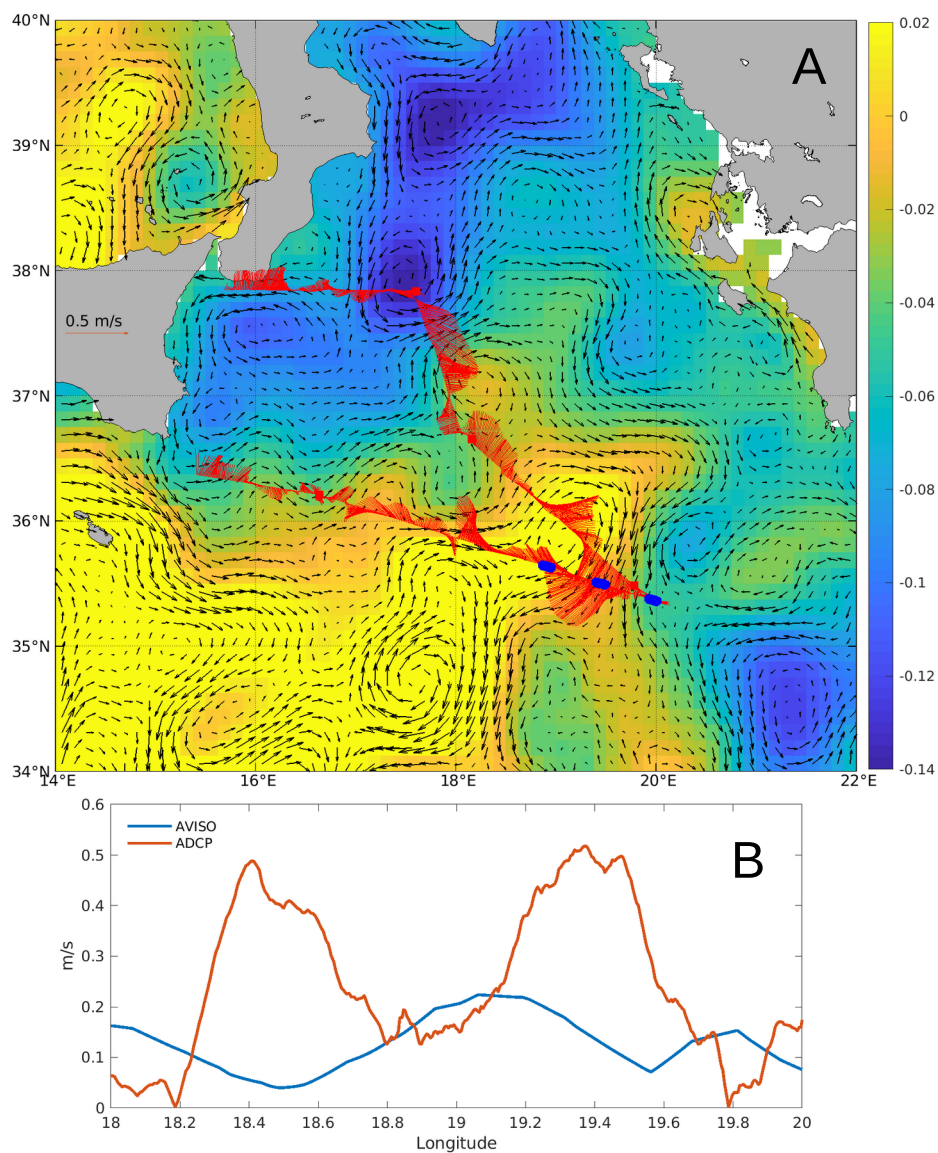 40°N
39°N
38°N
37°N
36°N
35°N
34°N
14°E
16°E
18°E
20°E
22°E
A
0.5 m/s
0.02
0
-0.02
-0.04
-0.06
-0.08
-0.1
-0.12
-0.14
0.6
0.5
0.4
0.3
0.2
0.1
0
m/s
AVISO
ADCP
B
18
18.2
18.4
18.6
18.8
19
19.2
19.4
19.6
19.8
20
Longitude